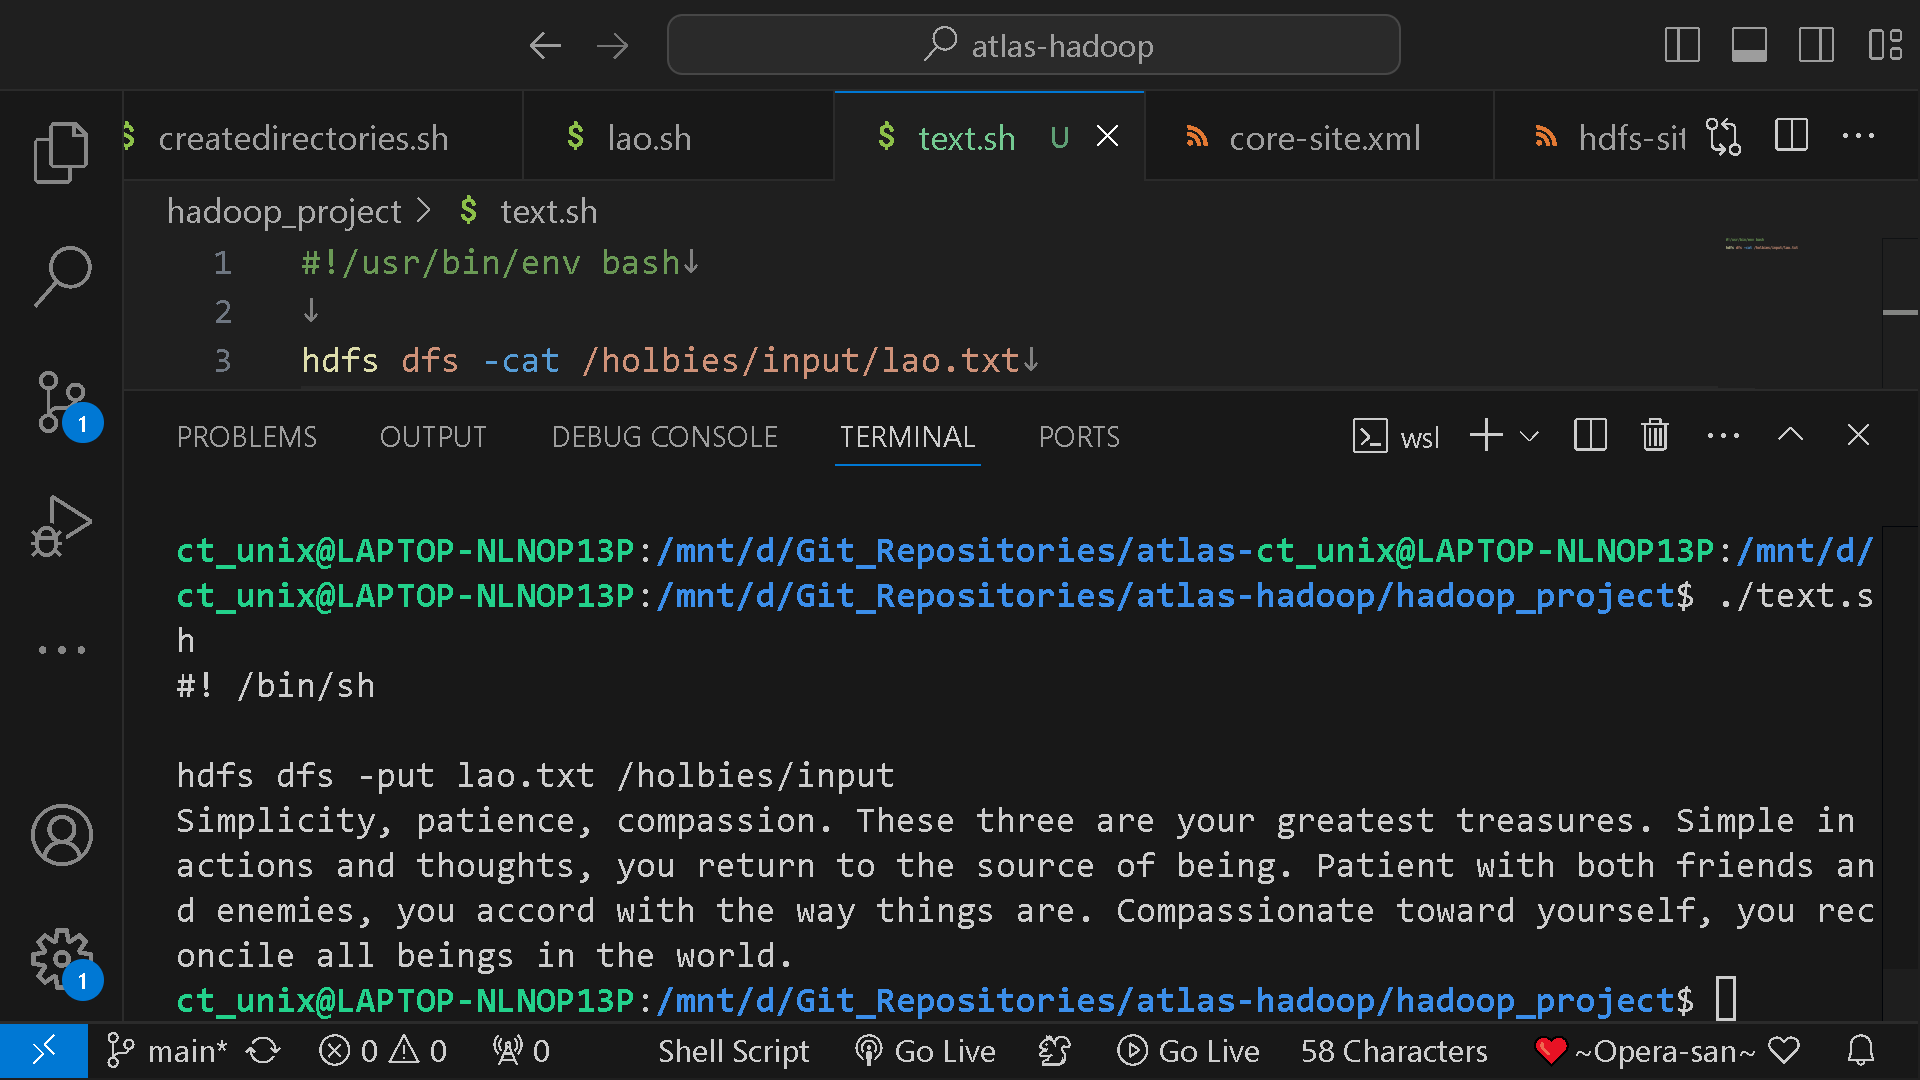 atlas-hadoop
$ createdirectories.sh $ lao.sh $ text.sh U core-site.xml hdfs-sit
hadoop_project > $ text.sh
1 #!/usr/bin/env bash↓
2 ↓
3 hdfs dfs -cat /holbies/input/lao.txt↓
PROBLEMS OUTPUT DEBUG CONSOLE TERMINAL PORTS wsl
1
ct_unix@LAPTOP-NLNOP13P:/mnt/d/Git_Repositories/atlas-ct_unix@LAPTOP-NLNOP13P:/mnt/d/
ct_unix@LAPTOP-NLNOP13P:/mnt/d/Git_Repositories/atlas-hadoop/hadoop_project$ ./text.s
h
#! /bin/sh
hdfs dfs -put lao.txt /holbies/input
Simplicity, patience, compassion. These three are your greatest treasures. Simple in
actions and thoughts, you return to the source of being. Patient with both friends an
d enemies, you accord with the way things are. Compassionate toward yourself, you rec
oncile all beings in the world.
1
ct_unix@LAPTOP-NLNOP13P:/mnt/d/Git_Repositories/atlas-hadoop/hadoop_project$
main* 0 0 0 Shell Script Go Live Go Live 58 Characters ~Opera-san~